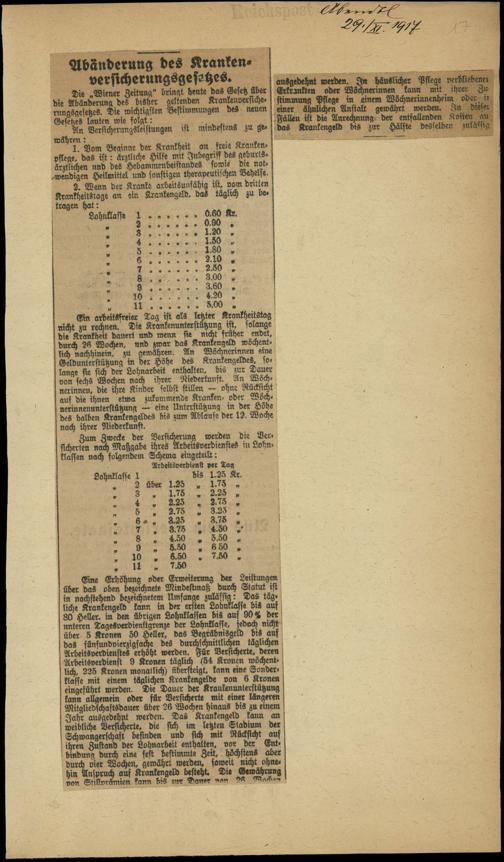 Reichspost
Abendbl.
29./XI. 1917
17
Abänderung des Kranken-
versicherungsgesetzes.
Die „Wiener Zeitung" bringt heute das Gesetz über
die Abänderung des bisher geltenden Krankenversiche-
rungsgesetzes. Die wichtigsten Bestimmungen des neuen
Gesetzes lauten wie folgt:
An Versicherungsleistungen ist mindestens zu ge-
währen:
1. Vom Beginne der Krankheit an freie Kranken-
pflege, das ist: ärztliche Hilfe mit Inbegriff des geburts-
ärztlichen und des Hebammenbeistandes sowie die not-
wendigen Heilmittel und sonstigen therapeutischen Behelfe.
2. Wenn der Kranke arbeitsunfähig ist, vom dritten
Krankheitstage an ein Krankengeld, das täglich zu be-
tragen hat:
Lohnklasse 1 . . . . . . 0.60 Kr.
„ 2 . . . . . . 0.90 „
„ 3 . . . . . . 1.20 „
„ 4 . . . . . . 1.50 „
„ 5 . . . . . . 1.80 „
„ 6 . . . . . . 2.10 „
„ 7 . . . . . . 2.50 „
„ 8 . . . . . . 3.00 „
„ 9 . . . . . . 3.60 „
„ 10 . . . . . . 4.20 „
„ 11 . . . . . . 5.00 „
Ein arbeitsfreier Tag ist als letzter Krankheitstag
nicht zu rechnen. Die Krankenunterstützung ist, solange
die Krankheit dauert und wenn sie nicht früher endet,
durch 26 Wochen, und zwar das Krankengeld wöchent-
lich nachhinein, zu gewähren. An Wöchnerinnen eine
Geldunterstützung in der Höhe des Krankengeldes, so-
lange sie sich der Lohnarbeit enthalten, bis zur Dauer
von sechs Wochen nach ihrer Niederkunft. An Wöch-
nerinnen, die ihre Kinder selbst stillen — ohne Rücksicht
auf die ihnen etwa zukommende Kranken- oder Wöch-
nerinnenunterstützung — eine Unterstützung in der Höhe
des halben Krankengeldes bis zum Ablaufe der 12. Woche
nach ihrer Niederkunft.
Zum Zwecke der Versicherung werden die Ver-
sicherten nach Maßgabe ihres Arbeitsverdienstes in Lohn-
klassen nach folgendem Schema eingeteilt:
Arbeitsverdienst per Tag
Lohnklasse 1 bis 1.25 Kr.
„ 2 über 1.25 „ 1.75 „
„ 3 „ 1.75 „ 2.25 „
„ 4 „ 2.25 „ 2.75 „
„ 5 „ 2.75 „ 3.25 „
„ 6 „ 3.25 „ 3.75 „
„ 7 „ 3.75 „ 4.50 „
„ 8 „ 4.50 „ 5.50 „
„ 9 „ 5.50 „ 6 50 „
„ 10 „ 6.50 „ 7.50 „
„ 11 „ 7.50
Eine Erhöhung oder Erweiterung der Leistungen
über das oben bezeichnete Mindestmaß durch Statut ist
in nachstehend bezeichnetem Umfange zulässig: Das täg-
liche Krankengeld kann in der ersten Lohnklasse bis auf
80 Heller, in den übrigen Lohnklassen bis auf 90% der
unteren Tagesverdienstgrenze der Lohnklasse, jedoch nicht
über 5 Kronen 50 Heller, das Begräbnisgeld bis auf
das fünfundvierzigfache des durchschnittlichen täglichen
Arbeitsverdienstes erhöht werden. Für Versicherte, deren
Arbeitsverdienst 9 Kronen täglich (54 Kronen wöchent-
lich, 225 Kronen monatlich) übersteigt, kann eine Sonder-
klasse mit einem täglichen Krankengelde von 6 Kronen
eingeführt werden. Die Dauer der Krankenunterstützung
kann allgemein oder für Versicherte mit einer längeren
Mitgliedschaftsdauer über 26 Wochen hinaus bis zu einem
Jahr ausgedehnt werden. Das Krankengeld kann an
weibliche Versicherte, die sich im letzten Stadium der
Schwangerschaft befinden und sich mit Rücksicht auf
ihren Zustand der Lohnarbeit enthalten, vor der Ent-
bindung durch eine fest bestimmte Zeit, höchstens aber
durch vier Wochen, gewährt werden, soweit nicht ohne-
hin Anspruch auf Krankengeld besteht. Die Gewährung
von Stillprämien kann bis zur Dauer von 26 Wochen
ausgedehnt werden. In häuslicher Pflege verbliebenen
Erkrankten oder Wöchnerinnen kann mit ihrer Zu
stimmung Pflege in einem Wöchnerinnenheim oder in
einer ähnlichen Anstalt gewährt werden. In dieser
Fällen ist die Anrechnung der entfallenden Kosten au
das Krankengeld bis zur Hälfte desselben zulässig